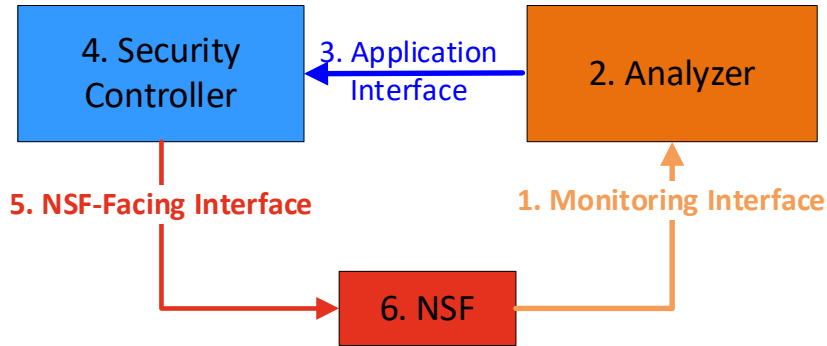 4. Security
Controller
3. Application
Interface
2. Analyzer
5. NSF-Facing Interface
1. Monitoring Interface
6. NSF